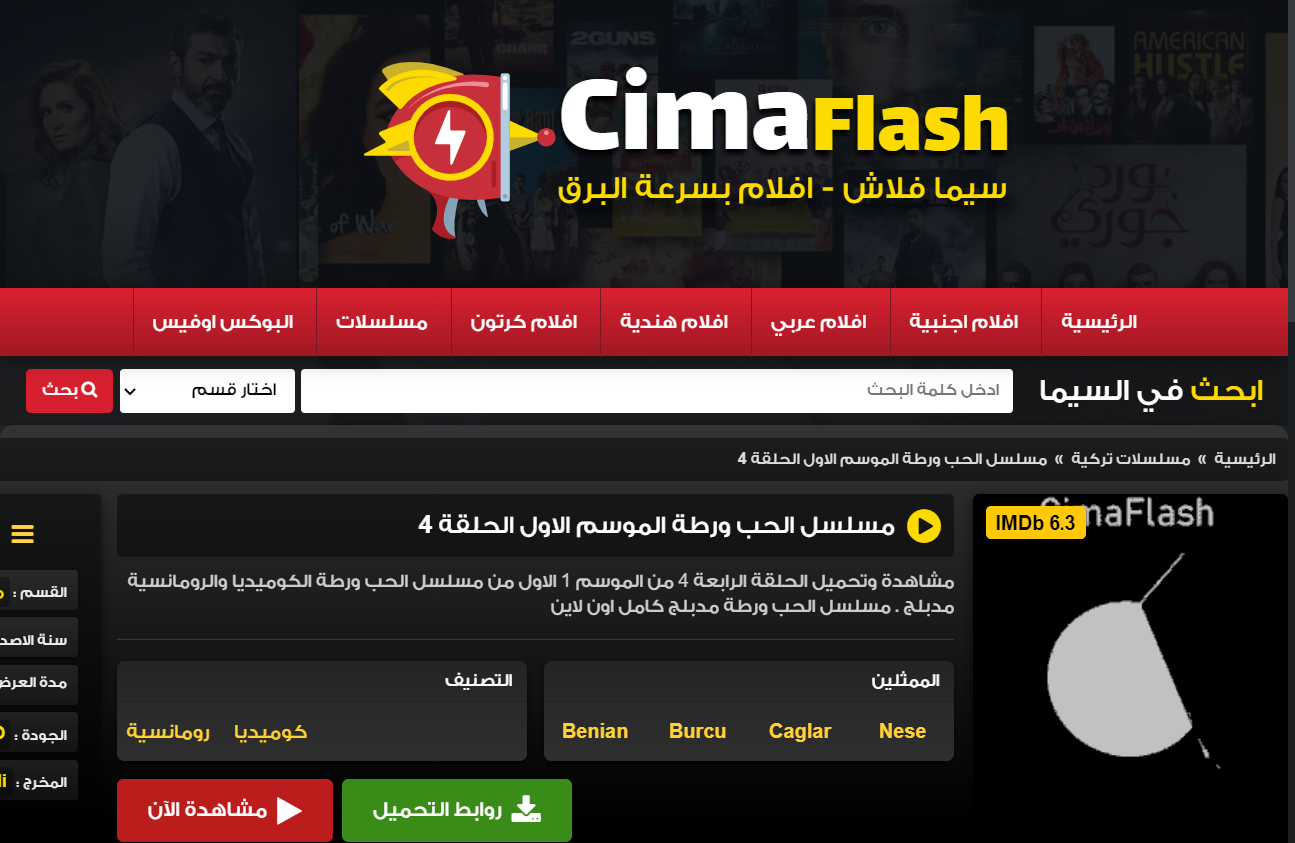 CRANK
2GUNS
AMERICAN
HUSTLE
of War
بورد
جوري
CimaFlash
سيما فلاش - افلام بسرعة البرق
الرئيسية
افلام اجنبية
افلام عربي
افلام هندية
افلام كرتون
مسلسلات
البوكس اوفيس
ابحث في السيما
ادخل كلمة البحث
اختار قسم
بحث
الرئيسية » مسلسلات تركية » مسلسل الحب ورطة الموسم الاول الحلقة 4
CimaFlash
IMDb 6.3
مسلسل الحب ورطة الموسم الاول الحلقة 4
مشاهدة وتحميل الحلقة الرابعة 4 من الموسم 1 الاول من مسلسل الحب ورطة الكوميديا والرومانسية
مدبلج . مسلسل الحب ورطة مدبلج كامل اون لاين
الممثلين
Nese
Caglar
Burcu
Benian
التصنيف
كوميديا
رومانسية
روابط التحميل
مشاهدة الآن
القسم :
سنة الاصد
مدة العرض
الجودة :
المخرج :